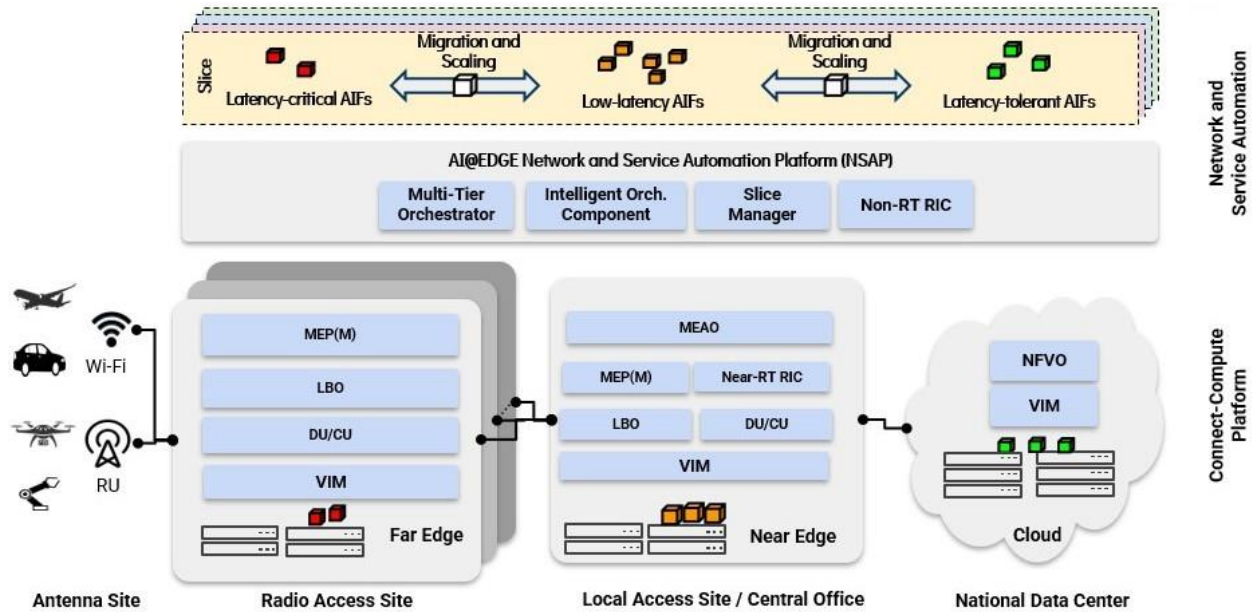 Slice
Latency-critical AIFs
Migration and
Scaling
Low-latency AIFs
Migration and
Scaling
Latency-tolerant AIFs
Network and
Service Automation
AI@EDGE Network and Service Automation Platform (NSAP)
Multi-Tier
Orchestrator
Intelligent Orch.
Component
Slice
Manager
Non-RT RIC
Wi-Fi
RU
MEP(M)
LBO
DU/CU
VIM
Far Edge
MEAO
MEP(M)
Near-RT RIC
LBO
DU/CU
VIM
Near Edge
NFVO
VIM
Cloud
Connect-Compute
Platform
Antenna Site
Radio Access Site
Local Access Site / Central Office
National Data Center